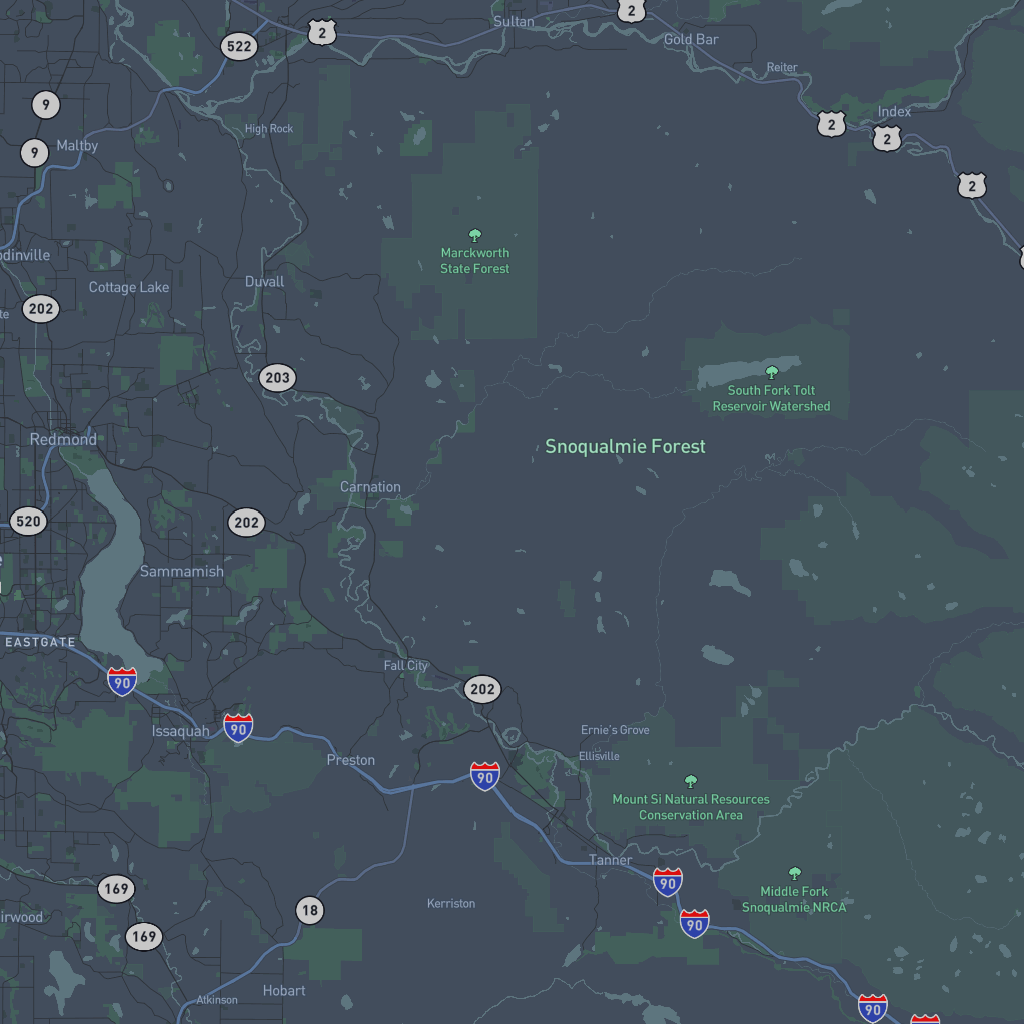 Sultan
2
2
522
Gold Bar
Reiter
9
Index
2
High Rock
2
9
Maltby
2
Marckworth
State Forest
dinville
Duvall
Cottage Lake
202
203
South Fork Tolt
Reservoir Watershed
Redmond
Snoqualmie Forest
Carnation
520
202
Sammamish
EASTGATE
Fall City
90
202
Issaquah
90
Ernie's Grove
Ellisville
Preston
90
Mount Si Natural Resources
Conservation Area
Tanner
90
169
Middle Fork
Snoqualmie NRCA
Kerriston
18
irwood
90
169
Hobart
Atkinson
90